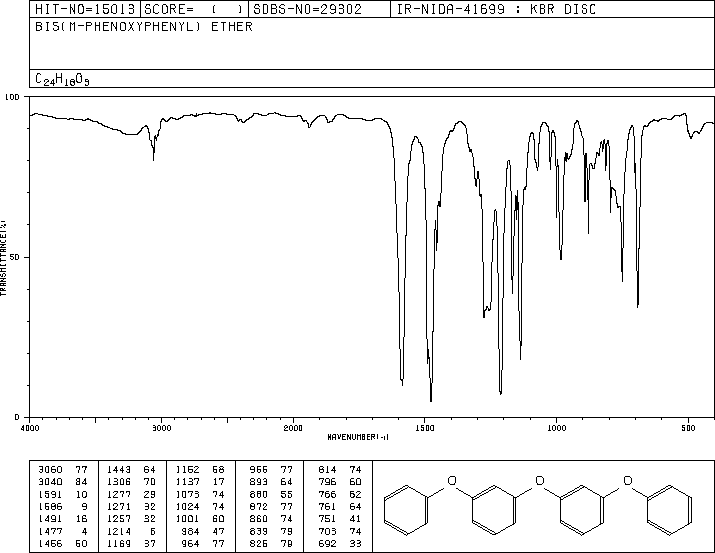 HIT-NO=15013 SCORE= ( ) SDBS-NO=29302 IR-NIDA-41699 : KBR DISC
BIS(M-PHENOXYPHENYL) ETHER
C24H18O3
100
TRANSMITTANCE(%)
50
0
4000 3000 2000 1500 1000 500
WAVENUMBER(-1)
3060 77 1443 64 1162 68 966 77 814 74
3040 84 1306 70 1137 17 893 64 796 60
1591 10 1277 29 1073 74 880 55 766 62
1586 9 1271 32 1024 74 872 77 761 64
1491 16 1257 32 1001 60 860 74 751 41
1477 4 1214 6 984 47 839 79 703 74
1456 50 1169 37 964 77 826 79 692 33
O O O